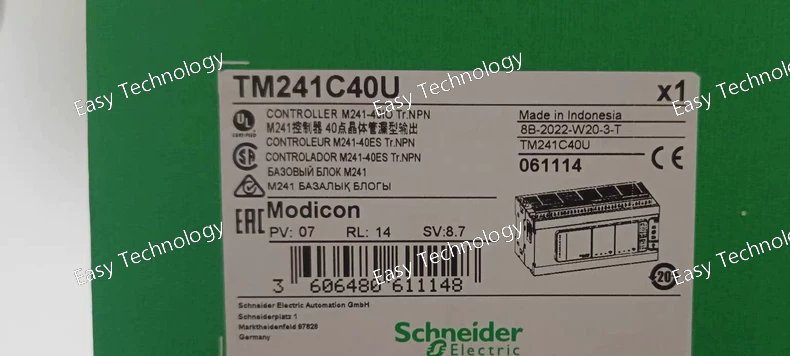 TM241C40U
x1
CONTROLLER M241-40IO Tr.NPN
M241控制器 40点晶体管漏型输出
CONTROLEUR M241-40ES Tr.NPN
CONTROLADOR M241-40ES Tr.NPN
БАЗОВЫЙ БЛОК M241
M241 БАЗАЛЫҚ БЛОГЫ
Made in Indonesia
8B-2022-W20-3-T
TM241C40U
061114
CE
UL
CERTIFIED
EAC
Modicon
PV: 07 RL: 14 SV:8.7
3 606480 611148
20
Schneider Electric Automation GmbH
Schneiderplatz 1
Marktheidenfeld 97828
Germany
Schneider
Electric
Easy Technology
Easy Technology
Easy Technology
Easy Technology
Easy Technology
Easy Technology